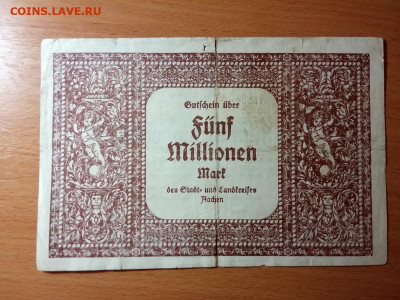 COINS.LAVE.RU
Gutschein über
Fünf
Millionen
Mark
des Stadt- und Landkreises
Aachen